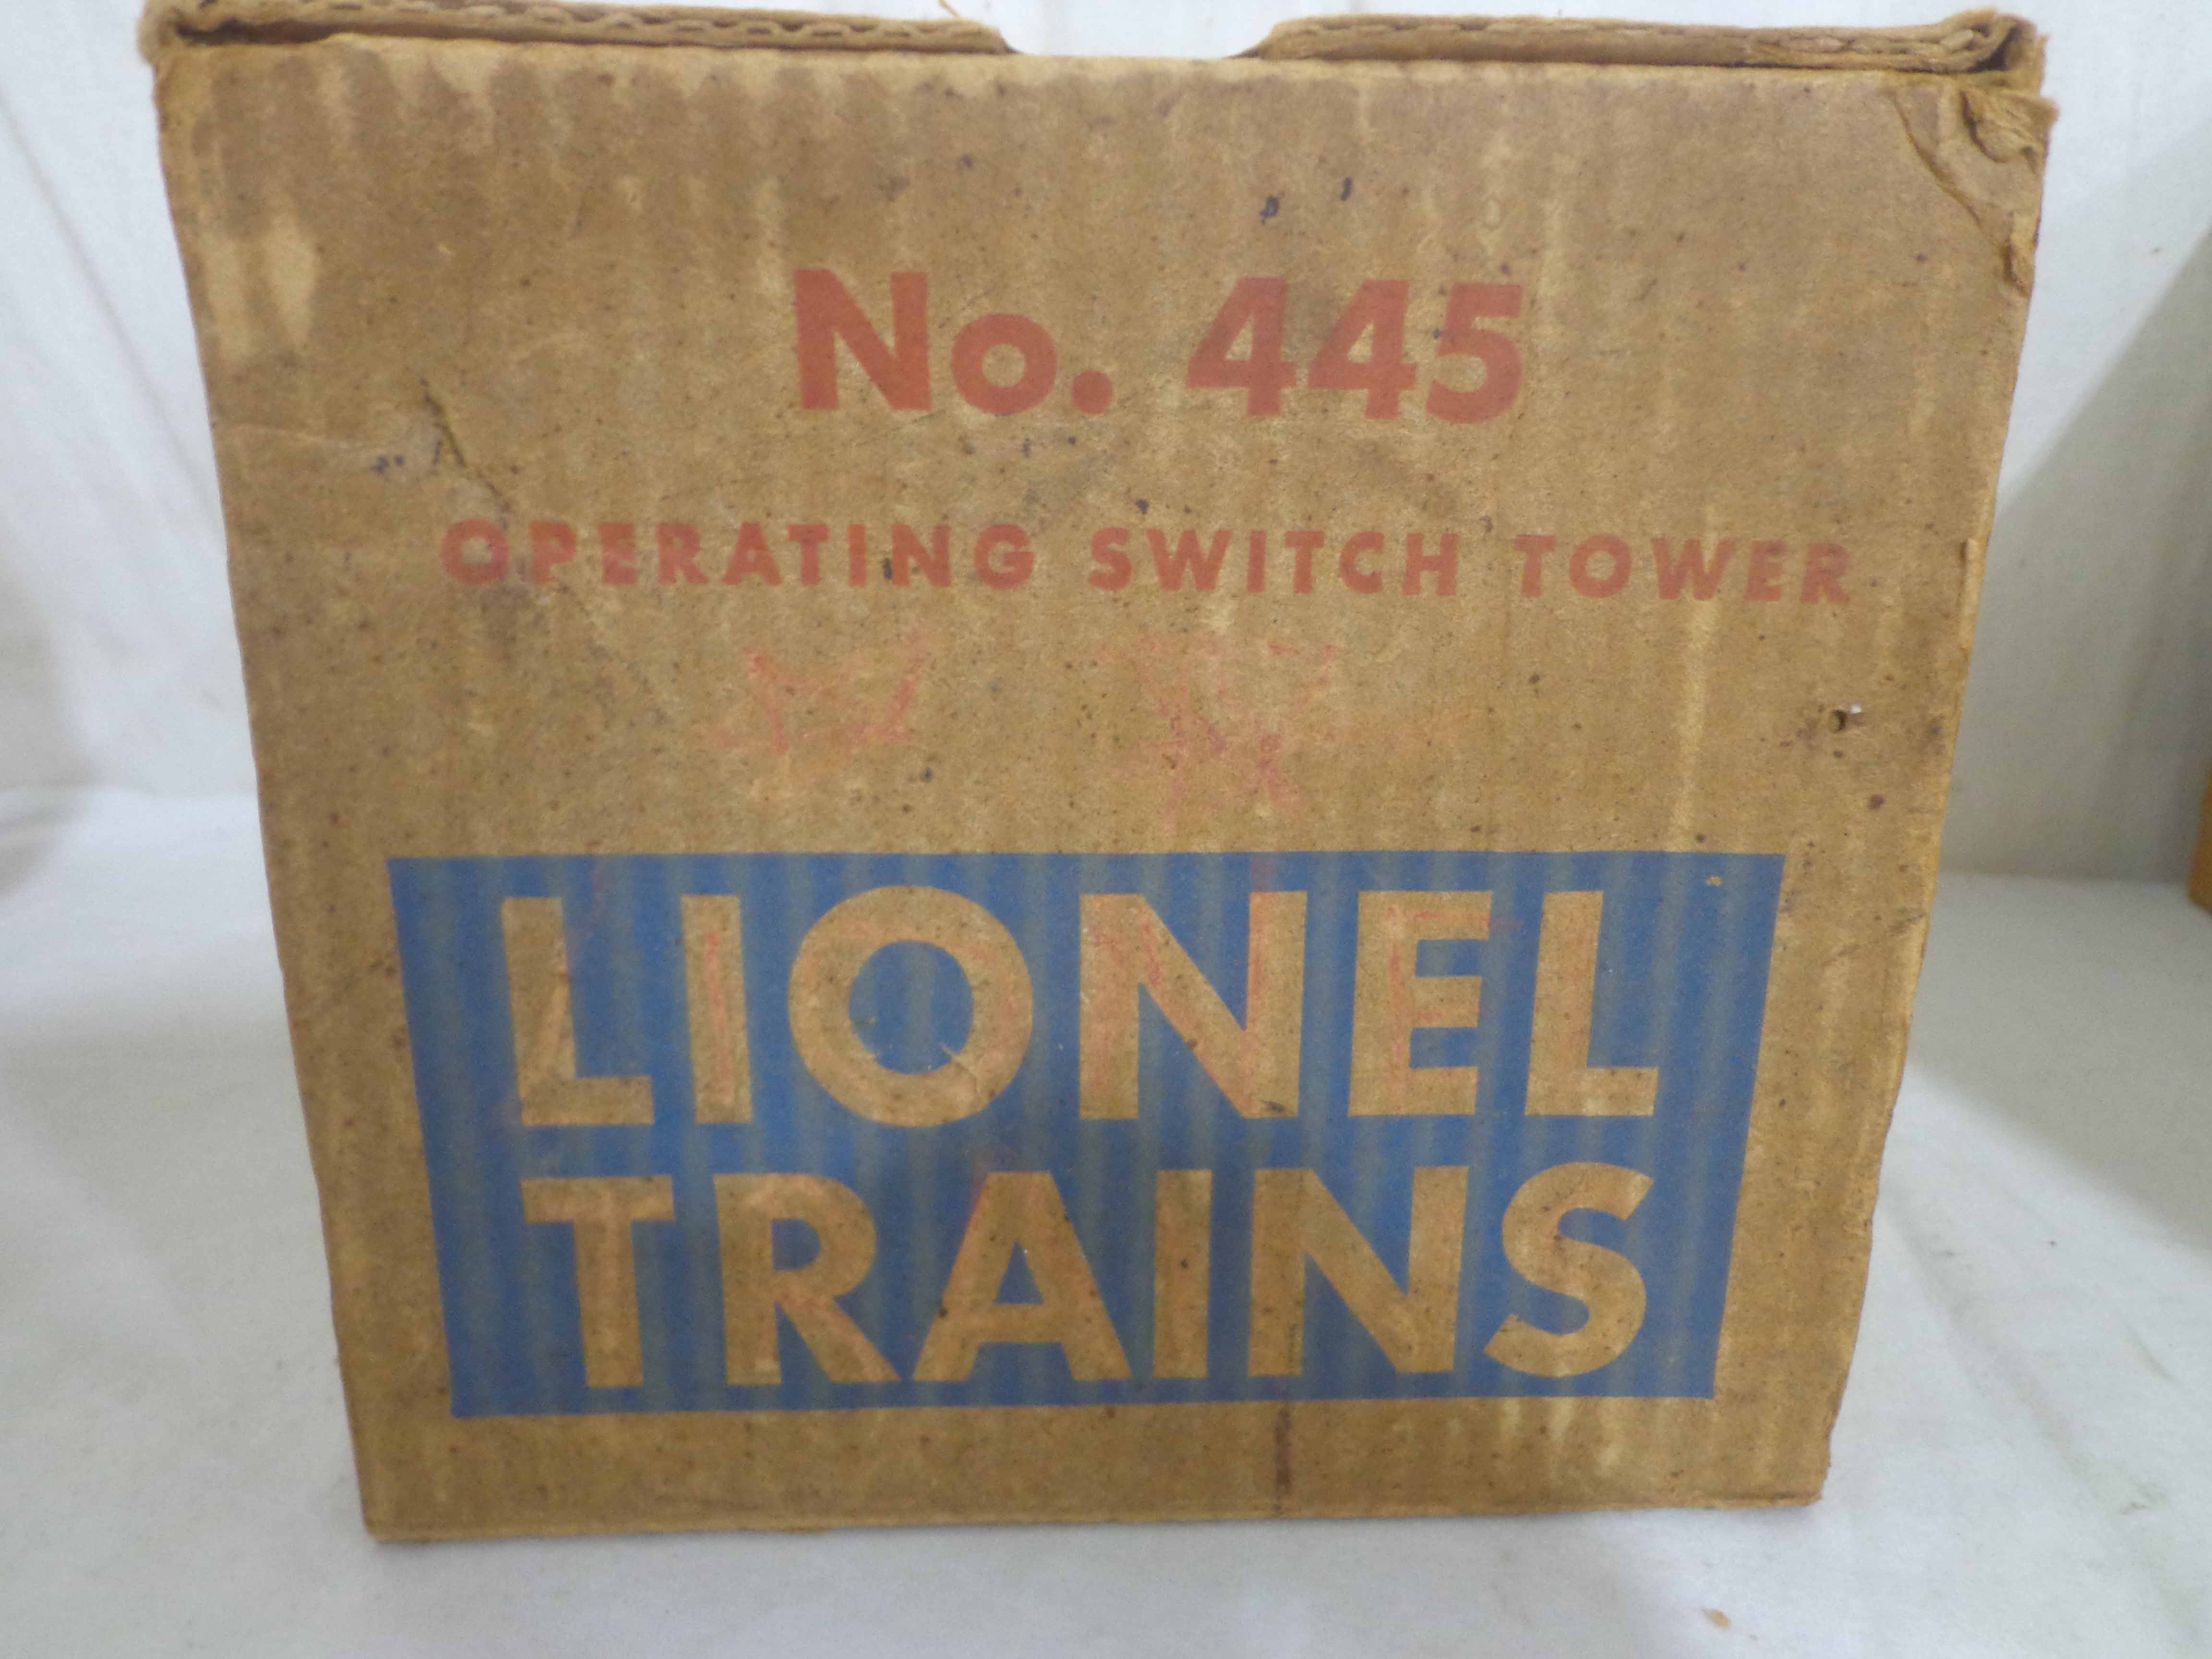 No. 445
OPERATING SWITCH TOWER
LIONEL
TRAINS